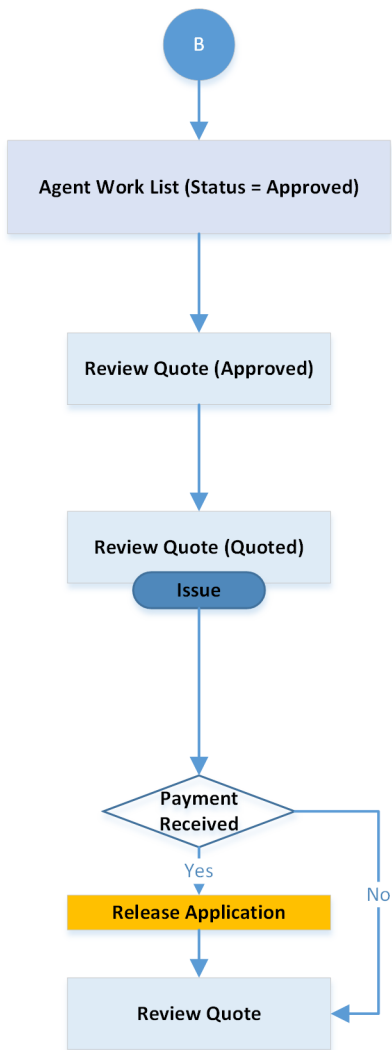 B
Agent Work List (Status = Approved)
Review Quote (Approved)
Review Quote (Quoted)
Issue
Payment
Received
Yes
No
Release Application
Review Quote